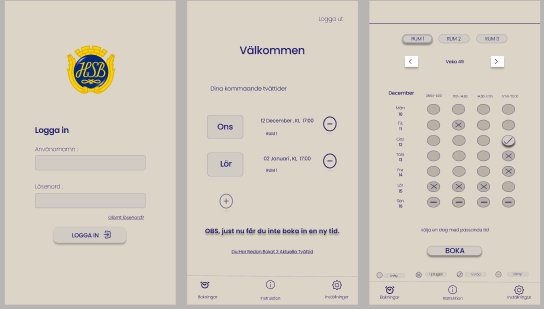 HSB
Logga in
Användarnamn :
Lösenord :
Glömt lösenord?
LOGGA IN
Logga ut
Välkommen
Dina kommaande tvättider
Ons
12 December , Kl, 17:00
Rum 1
Lör
02 Januari, Kl, 17:00
Rum 1
OBS, just nu får du inte boka in en ny tid.
Du Har Redan Bokat 2 Aktuella Tvättid
Bokningar
Instruktion
Inställningar
RUM 1
RUM 2
RUM 3
Veka 49
December
Mån
10
Tis
11
Ons
12
Tors
13
Fre
14
Lör
15
Sön
16
välja en dag med passande tid
BOKA
Bokningar
Instruktion
Inställningar